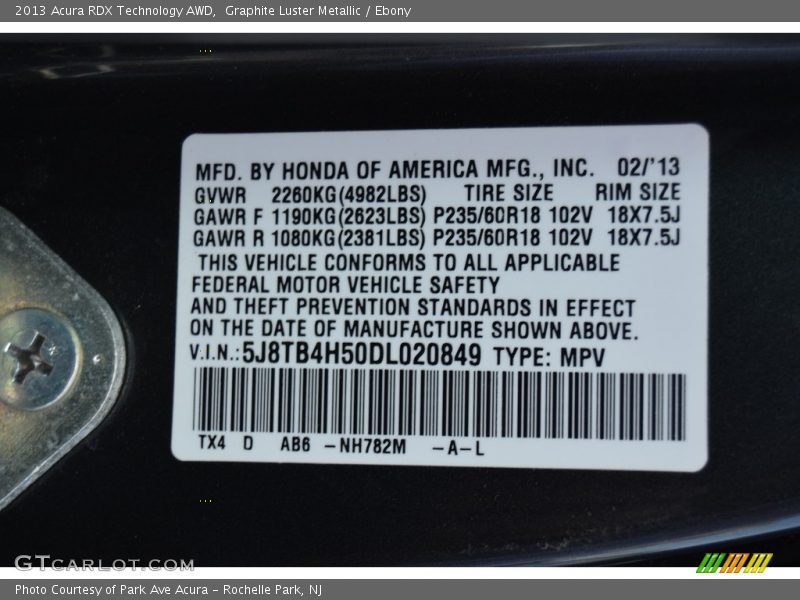 2013 Acura RDX Technology AWD, Graphite Luster Metallic / Ebony
MFD. BY HONDA OF AMERICA MFG., INC. 02/'13
GVWR 2260KG(4982LBS) TIRE SIZE RIM SIZE
GAWR F 1190KG(2623LBS) P235/60R18 102V 18X7.5J
GAWR R 1080KG(2381LBS) P235/60R18 102V 18X7.5J
THIS VEHICLE CONFORMS TO ALL APPLICABLE
FEDERAL MOTOR VEHICLE SAFETY
AND THEFT PREVENTION STANDARDS IN EFFECT
ON THE DATE OF MANUFACTURE SHOWN ABOVE.
V.I.N.:5J8TB4H50DL020849 TYPE: MPV
TX4 D AB6 -NH782M -A-L
GTCARLOT.COM
Photo Courtesy of Park Ave Acura - Rochelle Park, NJ